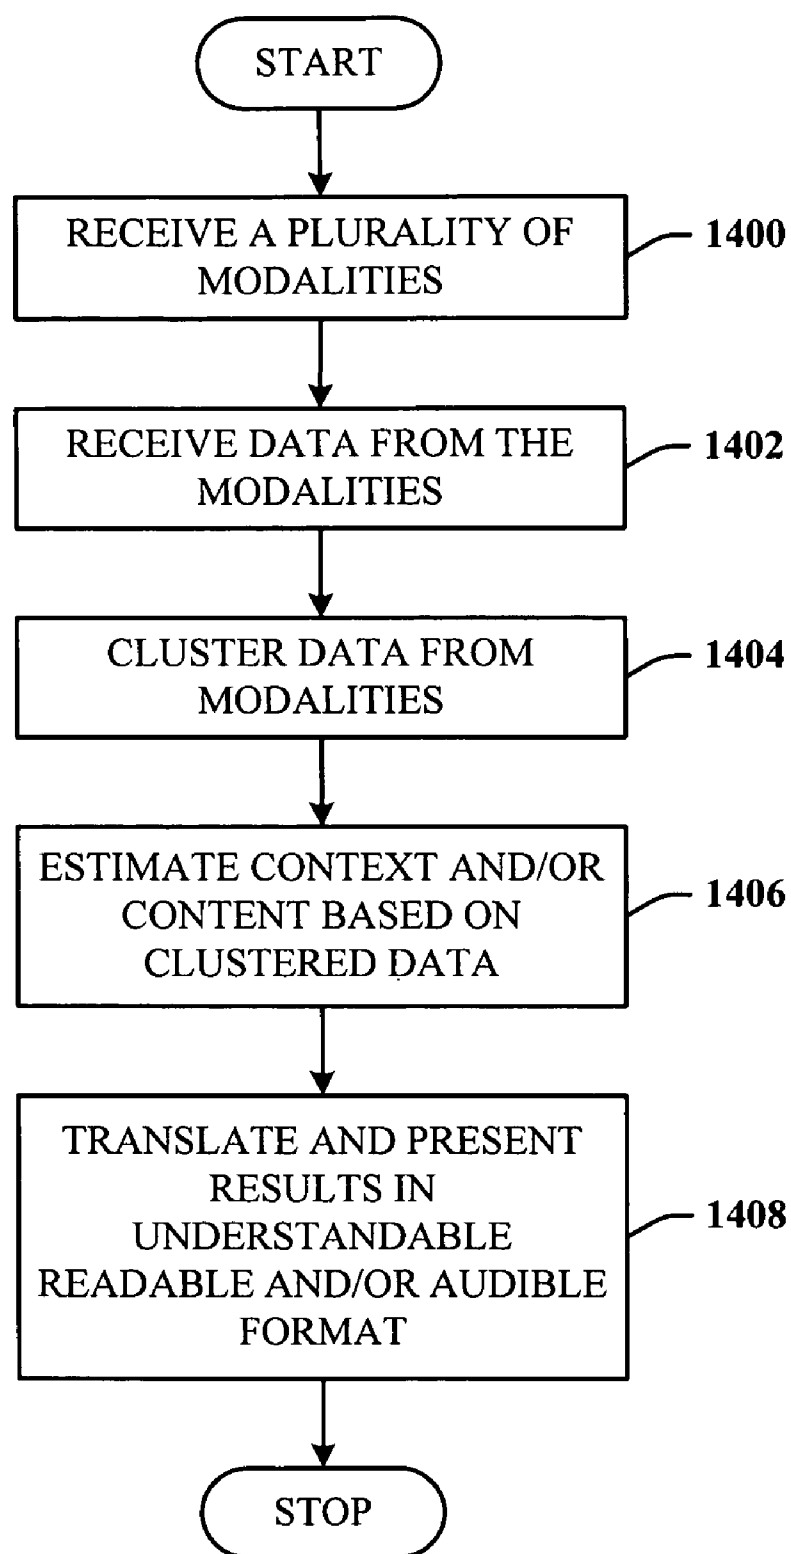 START
RECEIVE A PLURALITY OF
MODALITIES
1400
RECEIVE DATA FROM THE
MODALITIES
1402
CLUSTER DATA FROM
MODALITIES
1404
ESTIMATE CONTEXT AND/OR
CONTENT BASED ON
CLUSTERED DATA
1406
TRANSLATE AND PRESENT
RESULTS IN
UNDERSTANDABLE
READABLE AND/OR AUDIBLE
FORMAT
1408
STOP